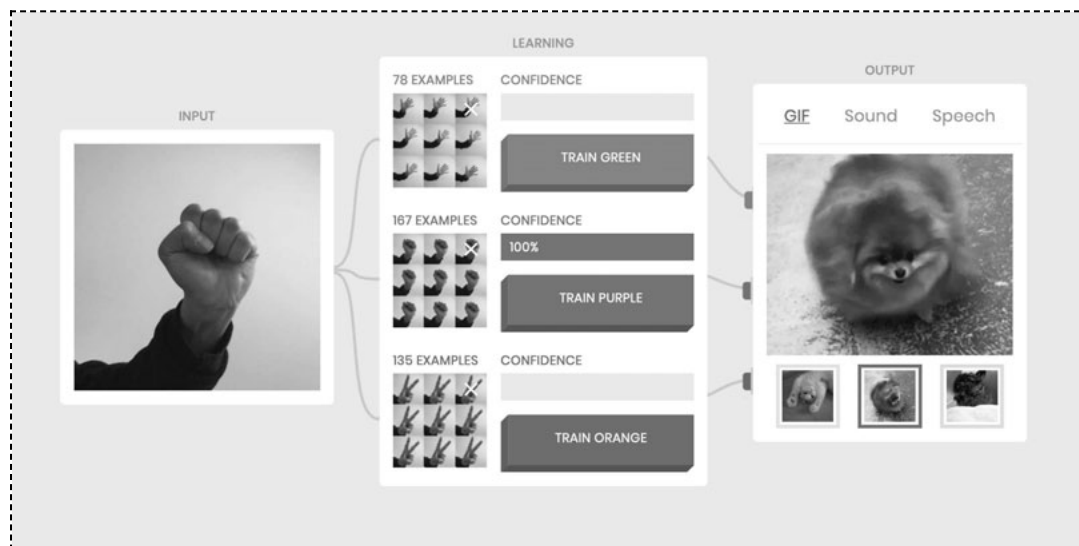 LEARNING
INPUT
78 EXAMPLES CONFIDENCE
TRAIN GREEN
167 EXAMPLES CONFIDENCE
100%
TRAIN PURPLE
135 EXAMPLES CONFIDENCE
TRAIN ORANGE
OUTPUT
GIF Sound Speech